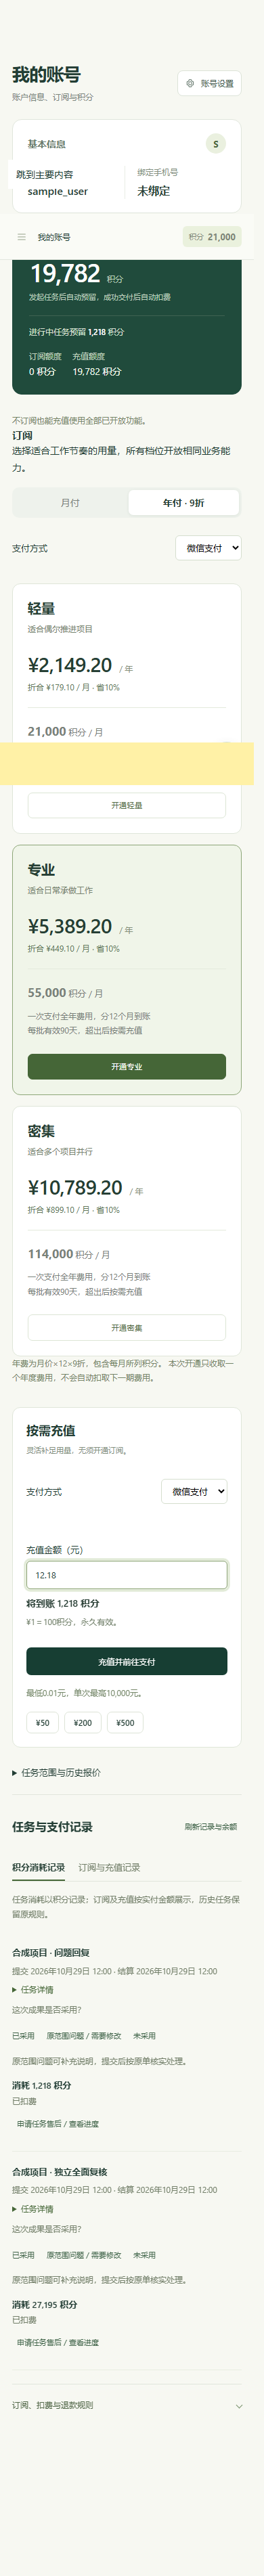 我的账号
账户信息、订阅与积分
账号设置
基本信息
S
跳到主要内容
sample_user
绑定手机号
未绑定
我的账号
积分 21,000
19,782 积分
发起任务后自动预留，成功交付后自动扣费
进行中任务预留 1,218 积分
订阅额度
0 积分
充值额度
19,782 积分
不订阅也能充值使用全部已开放功能。
订阅
选择适合工作节奏的用量，所有档位开放相同业务能
力。
月付
年付 · 9折
支付方式
微信支付
轻量
适合偶尔推进项目
¥2,149.20 / 年
折合 ¥179.10 / 月 · 省10%
21,000 积分 / 月
开通轻量
专业
适合日常承做工作
¥5,389.20 / 年
折合 ¥449.10 / 月 · 省10%
55,000 积分 / 月
一次支付全年费用，分12个月到账
每批有效90天，超出后按需充值
开通专业
密集
适合多个项目并行
¥10,789.20 / 年
折合 ¥899.10 / 月 · 省10%
114,000 积分 / 月
一次支付全年费用，分12个月到账
每批有效90天，超出后按需充值
开通密集
年费为月价×12×9折，包含每月所列积分。 本次开通只收取一
个年度费用，不会自动扣取下一期费用。
按需充值
灵活补足用量，无须开通订阅。
支付方式
微信支付
充值金额（元）
12.18
将到账 1,218 积分
¥1 = 100积分，永久有效。
充值并前往支付
最低0.01元，单次最高10,000元。
¥50
¥200
¥500
任务范围与历史报价
任务与支付记录
刷新记录与余额
积分消耗记录
订阅与充值记录
任务消耗以积分记录；订阅及充值按实付金额展示，历史任务保
留原规则。
合成项目 · 问题回复
提交 2026年10月29日 12:00 · 结算 2026年10月29日 12:00
任务详情
这次成果是否采用？
已采用
原范围问题 / 需要修改
未采用
原范围问题可补充说明，提交后按原单核实处理。
消耗 1,218 积分
已扣费
申请任务售后 / 查看进度
合成项目 · 独立全面复核
提交 2026年10月29日 12:00 · 结算 2026年10月29日 12:00
任务详情
这次成果是否采用？
已采用
原范围问题 / 需要修改
未采用
原范围问题可补充说明，提交后按原单核实处理。
消耗 27,195 积分
已扣费
申请任务售后 / 查看进度
订阅、扣费与退款规则